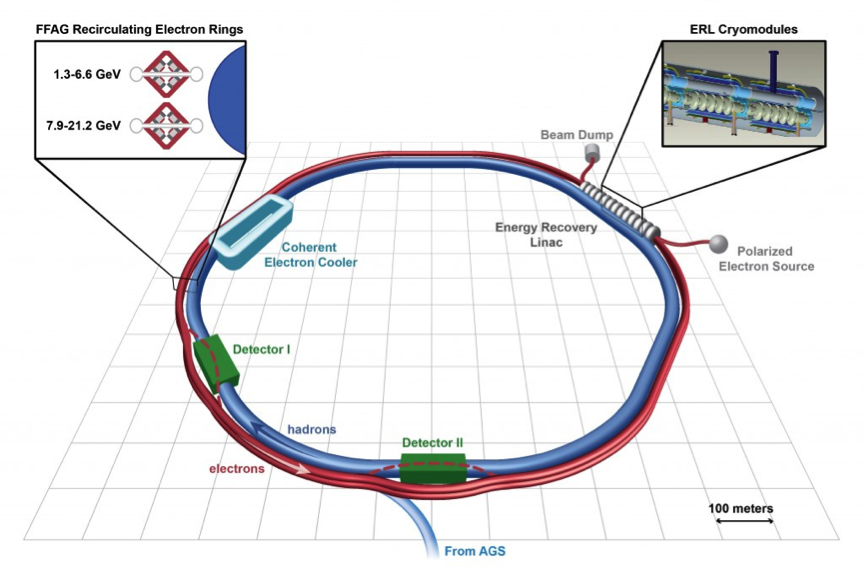 FFAG Recirculating Electron Rings
1.3-6.6 GeV
7.9-21.2 GeV
ERL Cryomodules
Beam Dump
Energy Recovery
Linac
Polarized
Electron Source
Coherent
Electron Cooler
Detector I
hadrons
electrons
Detector II
100 meters
From AGS